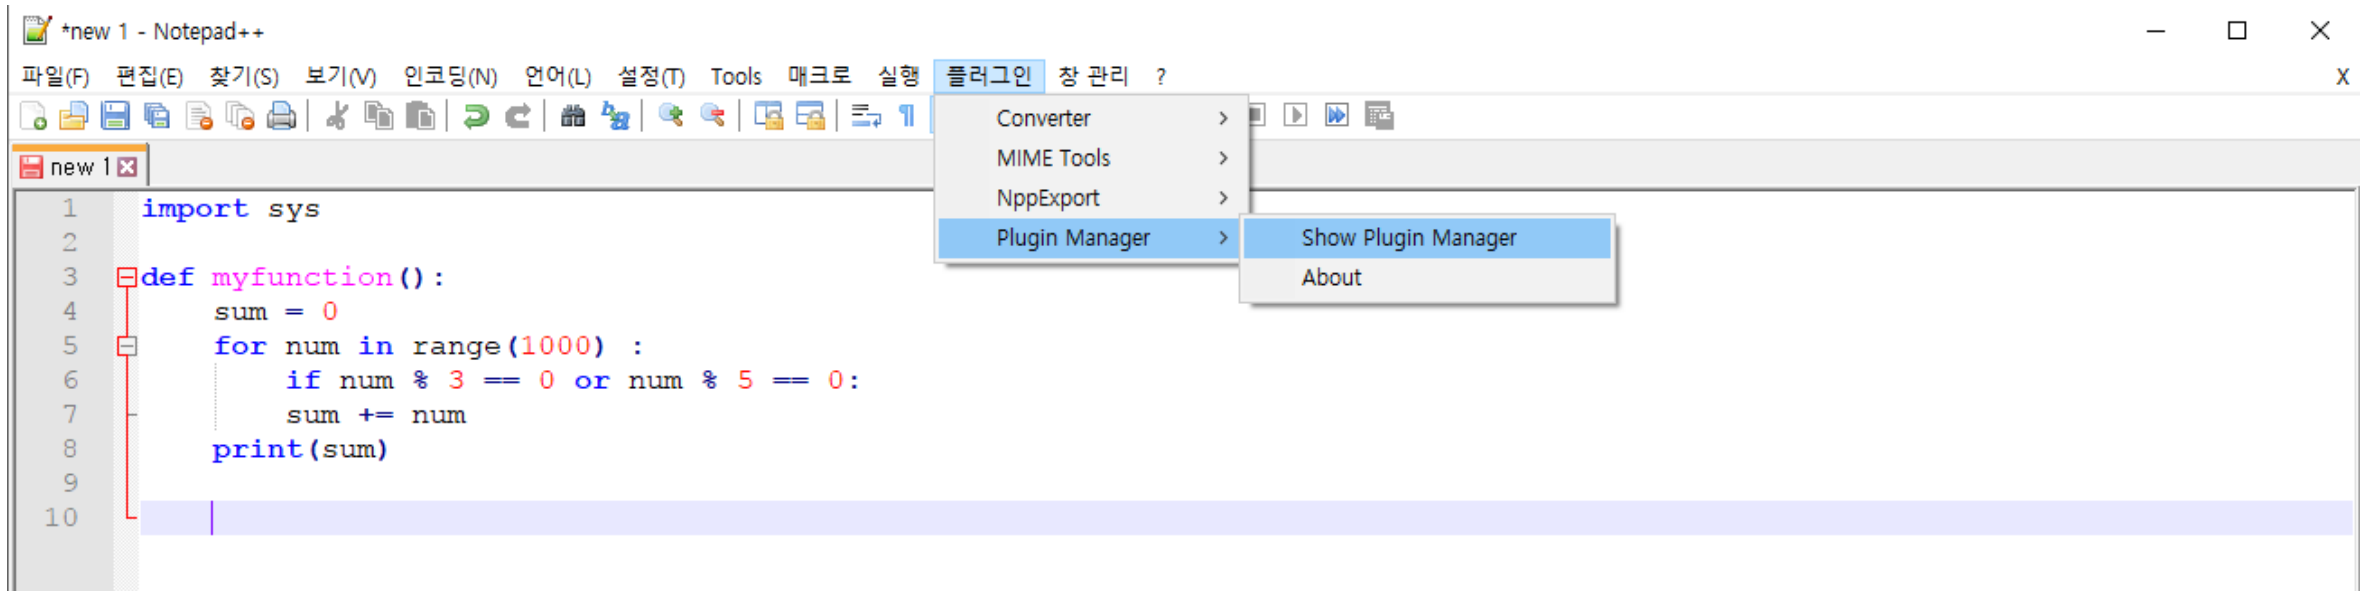 *new 1 - Notepad++
파일(F) 편집(E) 찾기(S) 보기(V) 인코딩(N) 언어(L) 설정(T) Tools 매크로 실행 플러그인 창 관리 ? X
Converter
MIME Tools
NppExport
Plugin Manager
Show Plugin Manager
About
new 1
1 import sys
2
3 def myfunction():
4 sum = 0
5 for num in range(1000) :
6 if num % 3 == 0 or num % 5 == 0:
7 sum += num
8 print(sum)
9
10